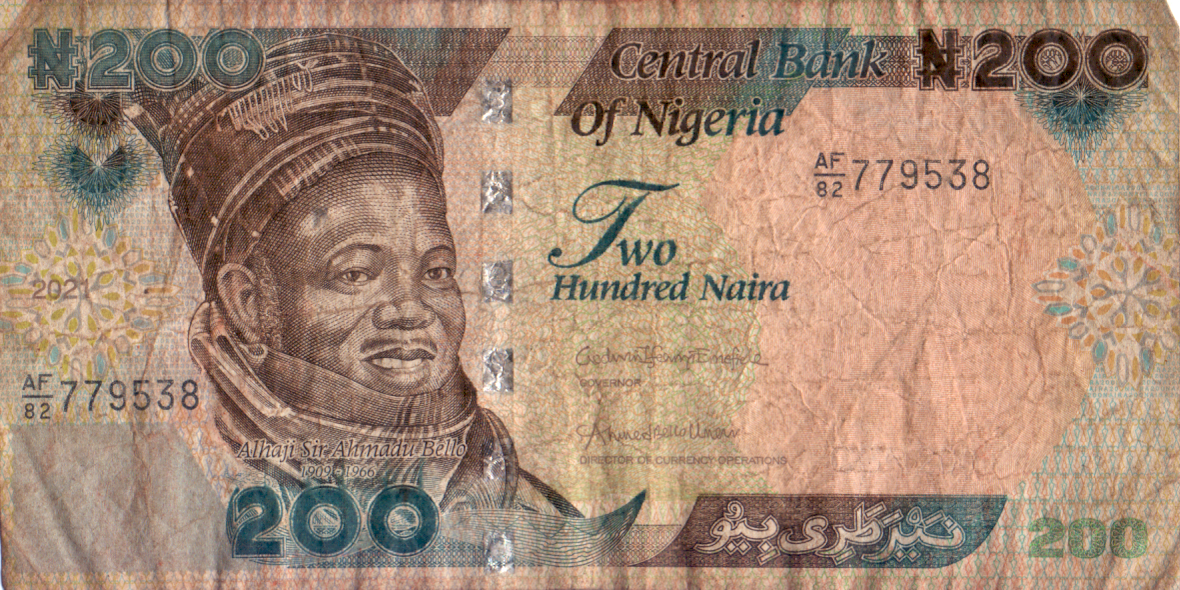 ₦200
Central Bank
Of Nigeria
₦200
AF/82 779538
Two
Hundred Naira
2021
GOVERNOR
AF/82 779538
DIRECTOR OF CURRENCY OPERATIONS
Alhaji Sir Ahmadu Bello
1909 - 1966
200
نَيْرَ طَرِى بِيُو
200